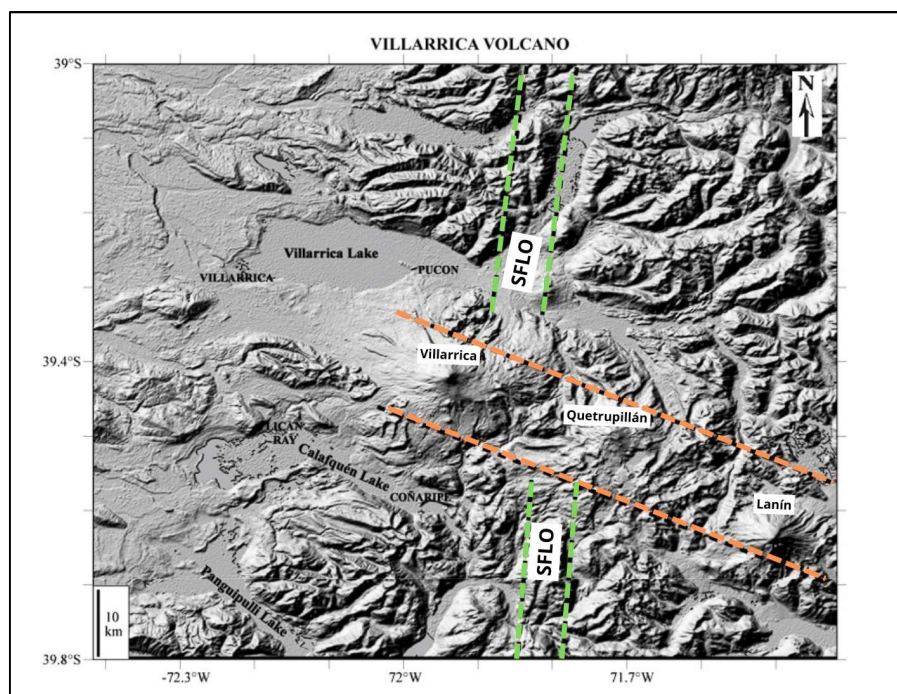 VILLARRICA VOLCANO
39°S
N
SFLO
Villarrica Lake
PUCON
VILLARRICA
39.4°S
Villarrica
Quetrupillán
LICAN
RAY
Calafquén Lake
COÑARIPE
Lanín
SFLO
10
km
Panguipulli Lake
39.8°S
-72.3°W
72°W
71.7°W